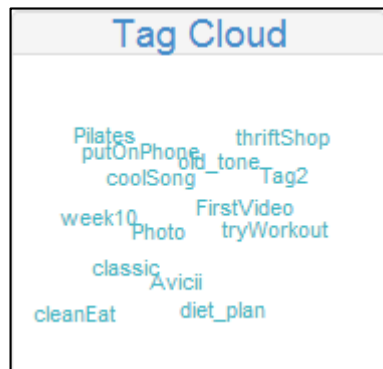 Tag Cloud
Pilates
thriftShop
putOnPhone
old_tone
coolSong
Tag2
FirstVideo
week10
Photo
tryWorkout
classic
Avicii
cleanEat
diet_plan